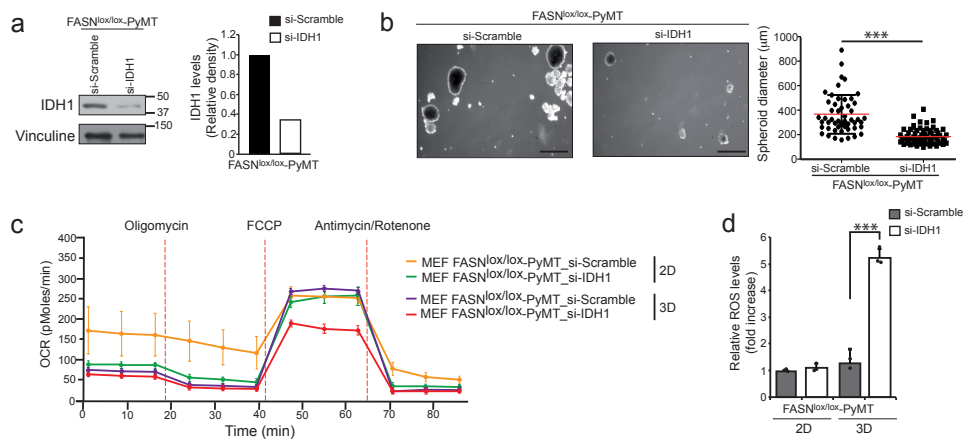 a
FASNlox/lox-PyMT
si-Scramble
si-IDH1
IDH1
50
37
Vinculine
150
si-Scramble
si-IDH1
IDH1 levels
(Relative density)
1.2
1.0
0.8
0.6
0.4
0.2
0
FASNlox/lox-PyMT
b
FASNlox/lox-PyMT
si-Scramble
si-IDH1
Spheroid diameter (μm)
1000
800
600
400
200
0
***
si-Scramble
si-IDH1
FASNlox/lox-PyMT
c
Oligomycin
FCCP
Antimycin/Rotenone
OCR (pMoles/min)
400
350
300
250
200
150
100
50
0
0
10
20
30
40
50
60
70
80
Time (min)
MEF FASNlox/lox-PyMT_si-Scramble
MEF FASNlox/lox-PyMT_si-IDH1
2D
MEF FASNlox/lox-PyMT_si-Scramble
MEF FASNlox/lox-PyMT_si-IDH1
3D
d
si-Scramble
si-IDH1
Relative ROS levels
(fold increase)
6
5
4
3
2
1
0
***
FASNlox/lox-PyMT
2D
3D